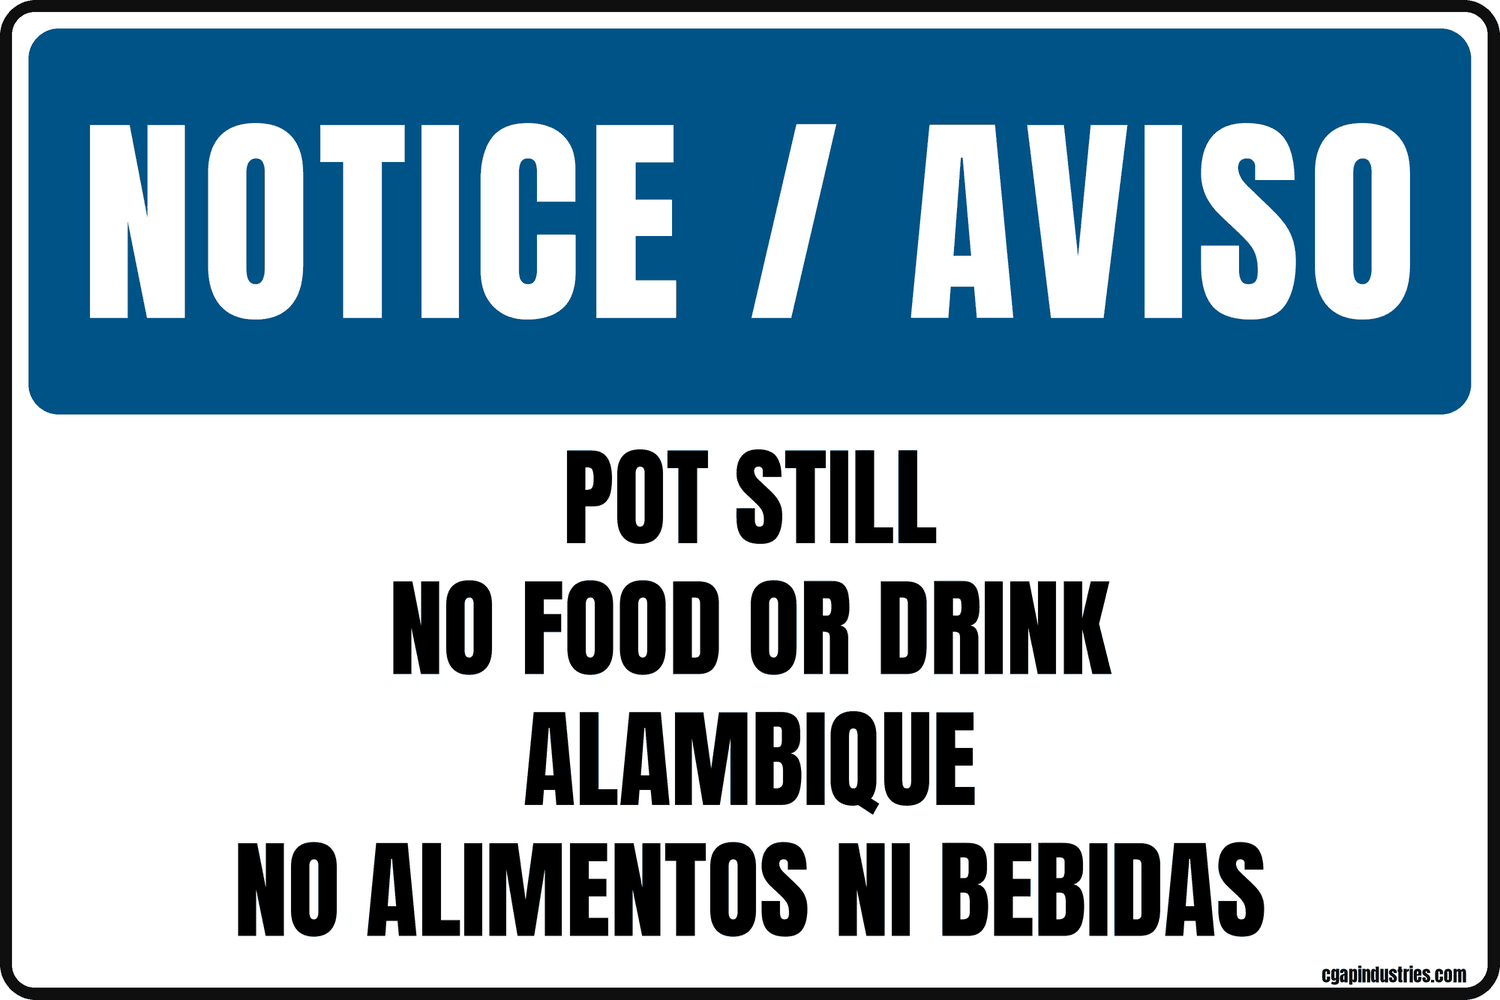 NOTICE / AVISO
POT STILL
NO FOOD OR DRINK
ALAMBIQUE
NO ALIMENTOS NI BEBIDAS
cgapindustries.com